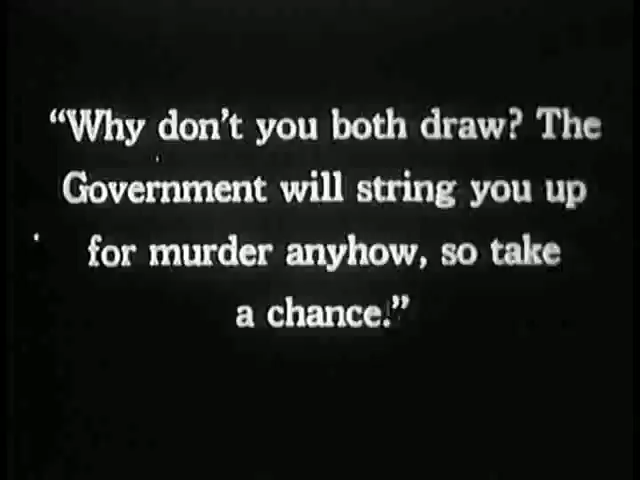 “Why don’t you both draw? The
Government will string you up
for murder anyhow, so take
a chance.”